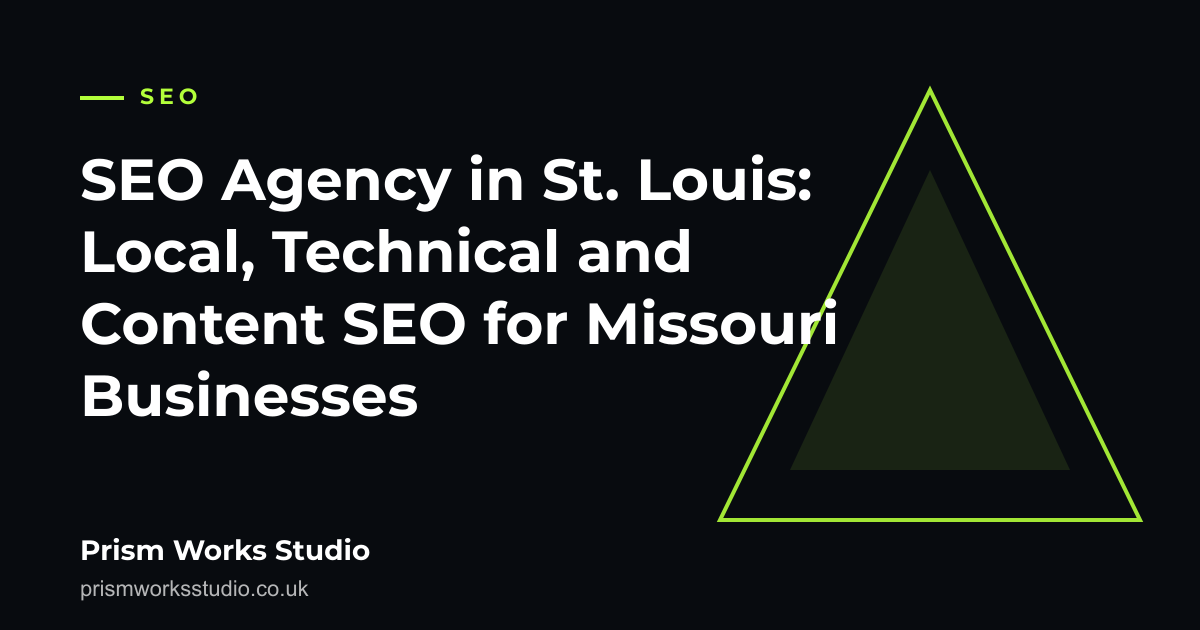 SEO
SEO Agency in St. Louis:
Local, Technical and
Content SEO for Missouri
Businesses
Prism Works Studio
prismworksstudio.co.uk